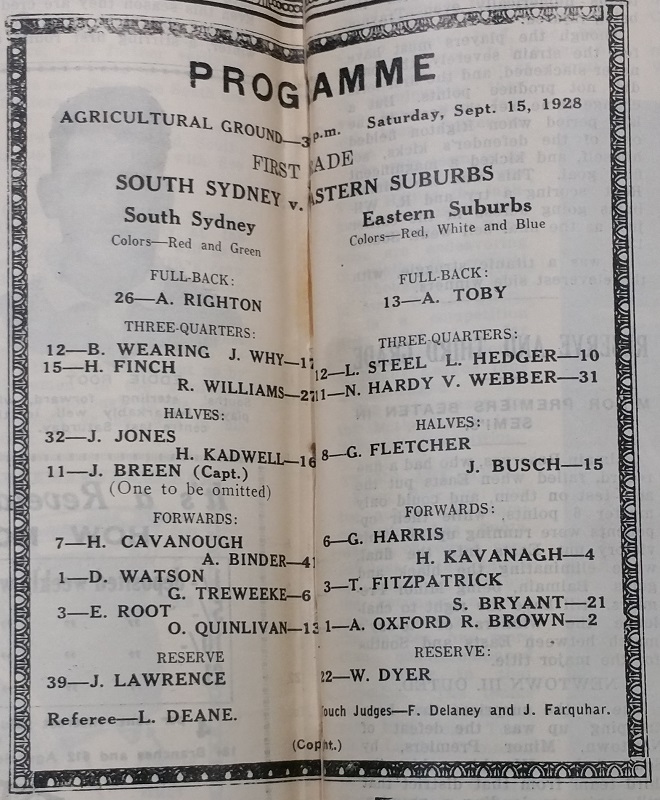 PROGRAMME
AGRICULTURAL GROUND—3 p.m. Saturday, Sept. 15, 1928
FIRST GRADE
SOUTH SYDNEY v. EASTERN SUBURBS
South Sydney
Colors—Red and Green
FULL-BACK:
26—A. RIGHTON
THREE-QUARTERS:
12—B. WEARING J. WHY—17
15—H. FINCH
R. WILLIAMS—27
HALVES:
32—J. JONES
H. KADWELL—16
11—J. BREEN (Capt.)
(One to be omitted)
FORWARDS:
7—H. CAVANOUGH
A. BINDER—41
1—D. WATSON
G. TREWEEKE—6
3—E. ROOT
O. QUINLIVAN—13
RESERVE
39—J. LAWRENCE
Eastern Suburbs
Colors—Red, White and Blue
FULL-BACK:
13—A. TOBY
THREE-QUARTERS:
12—L. STEEL L. HEDGER—10
11—N. HARDY V. WEBBER—31
HALVES:
8—G. FLETCHER
J. BUSCH—15
FORWARDS:
6—G. HARRIS
H. KAVANAGH—4
3—T. FITZPATRICK
S. BRYANT—21
1—A. OXFORD R. BROWN—2
RESERVE:
22—W. DYER
Referee—L. DEANE. Touch Judges—F. Delaney and J. Farquhar.
(Copht.)